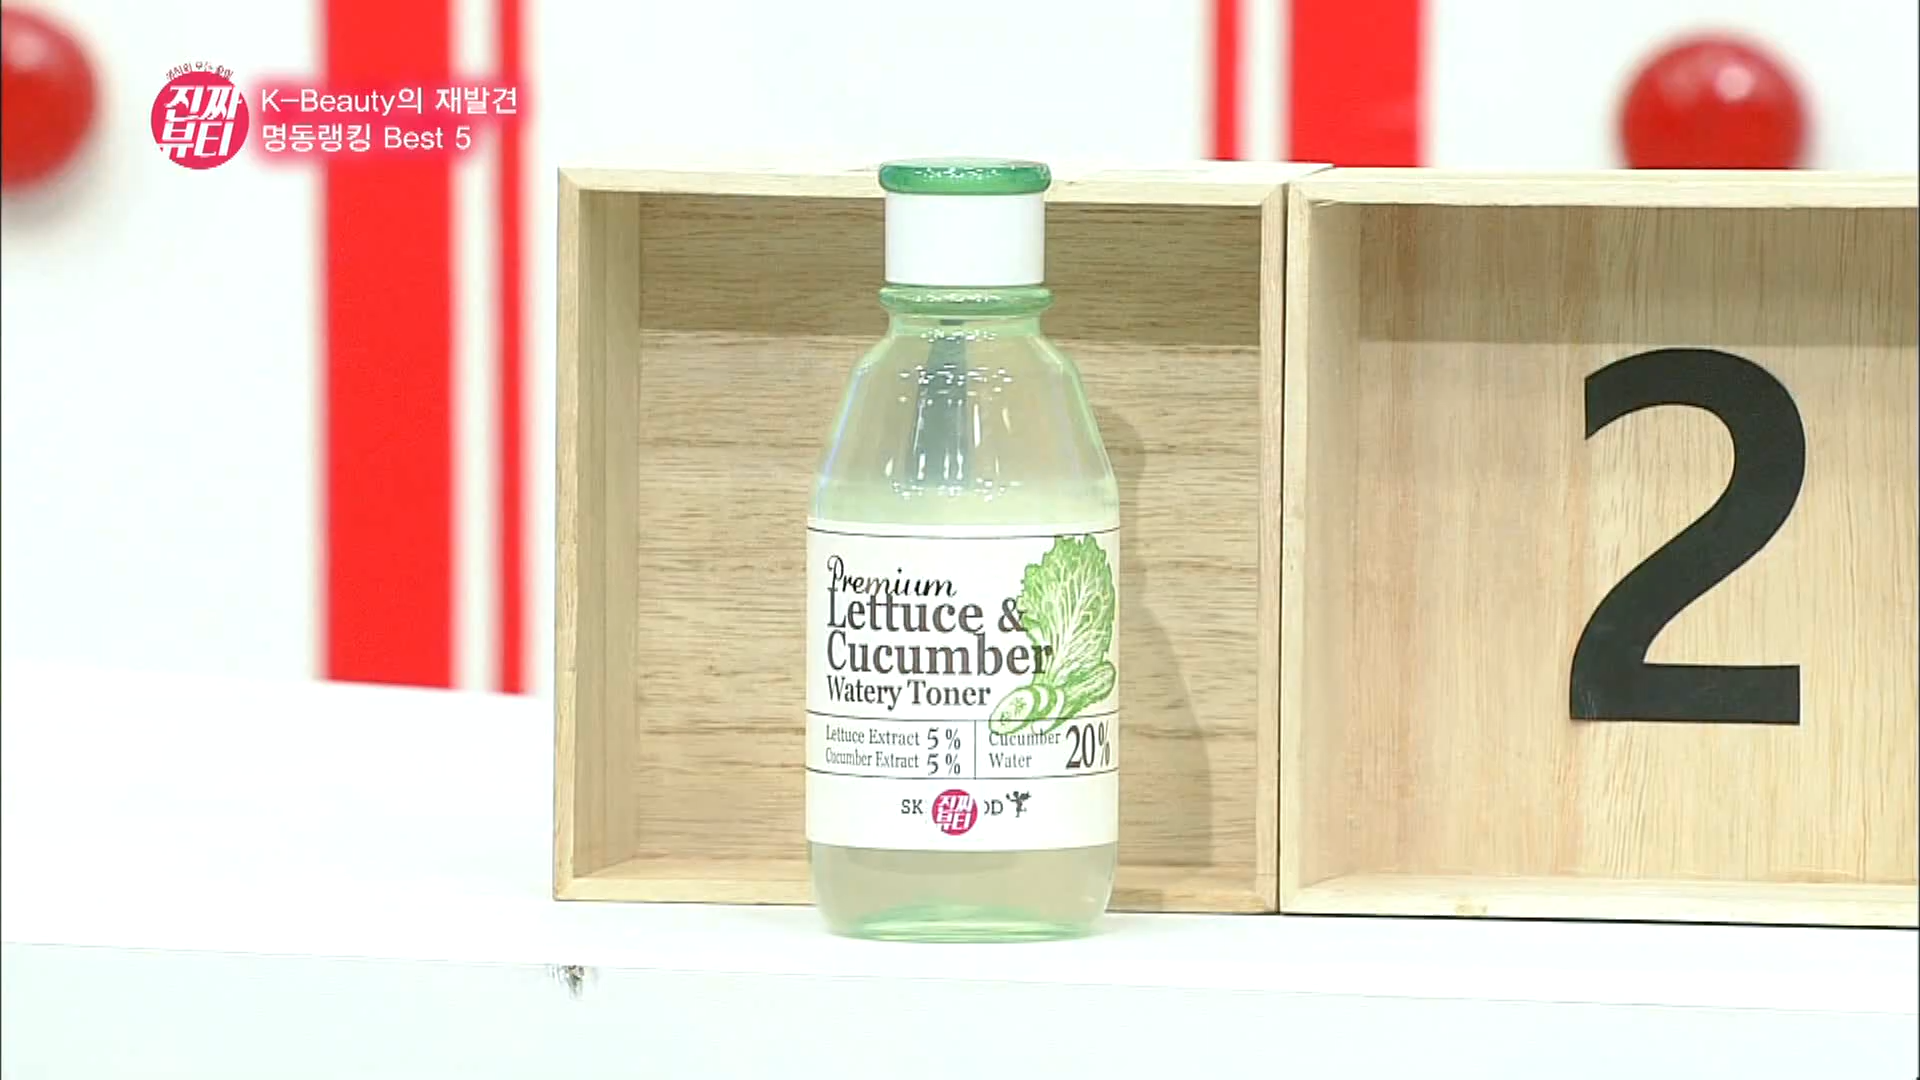 진짜
뷰티
K-Beauty의 재발견
명동랭킹 Best 5
2
Premium
Lettuce &
Cucumber
Watery Toner
Lettuce Extract 5%
Cucumber Extract 5%
Cucumber
Water 20%
SK
진짜
뷰티
OD